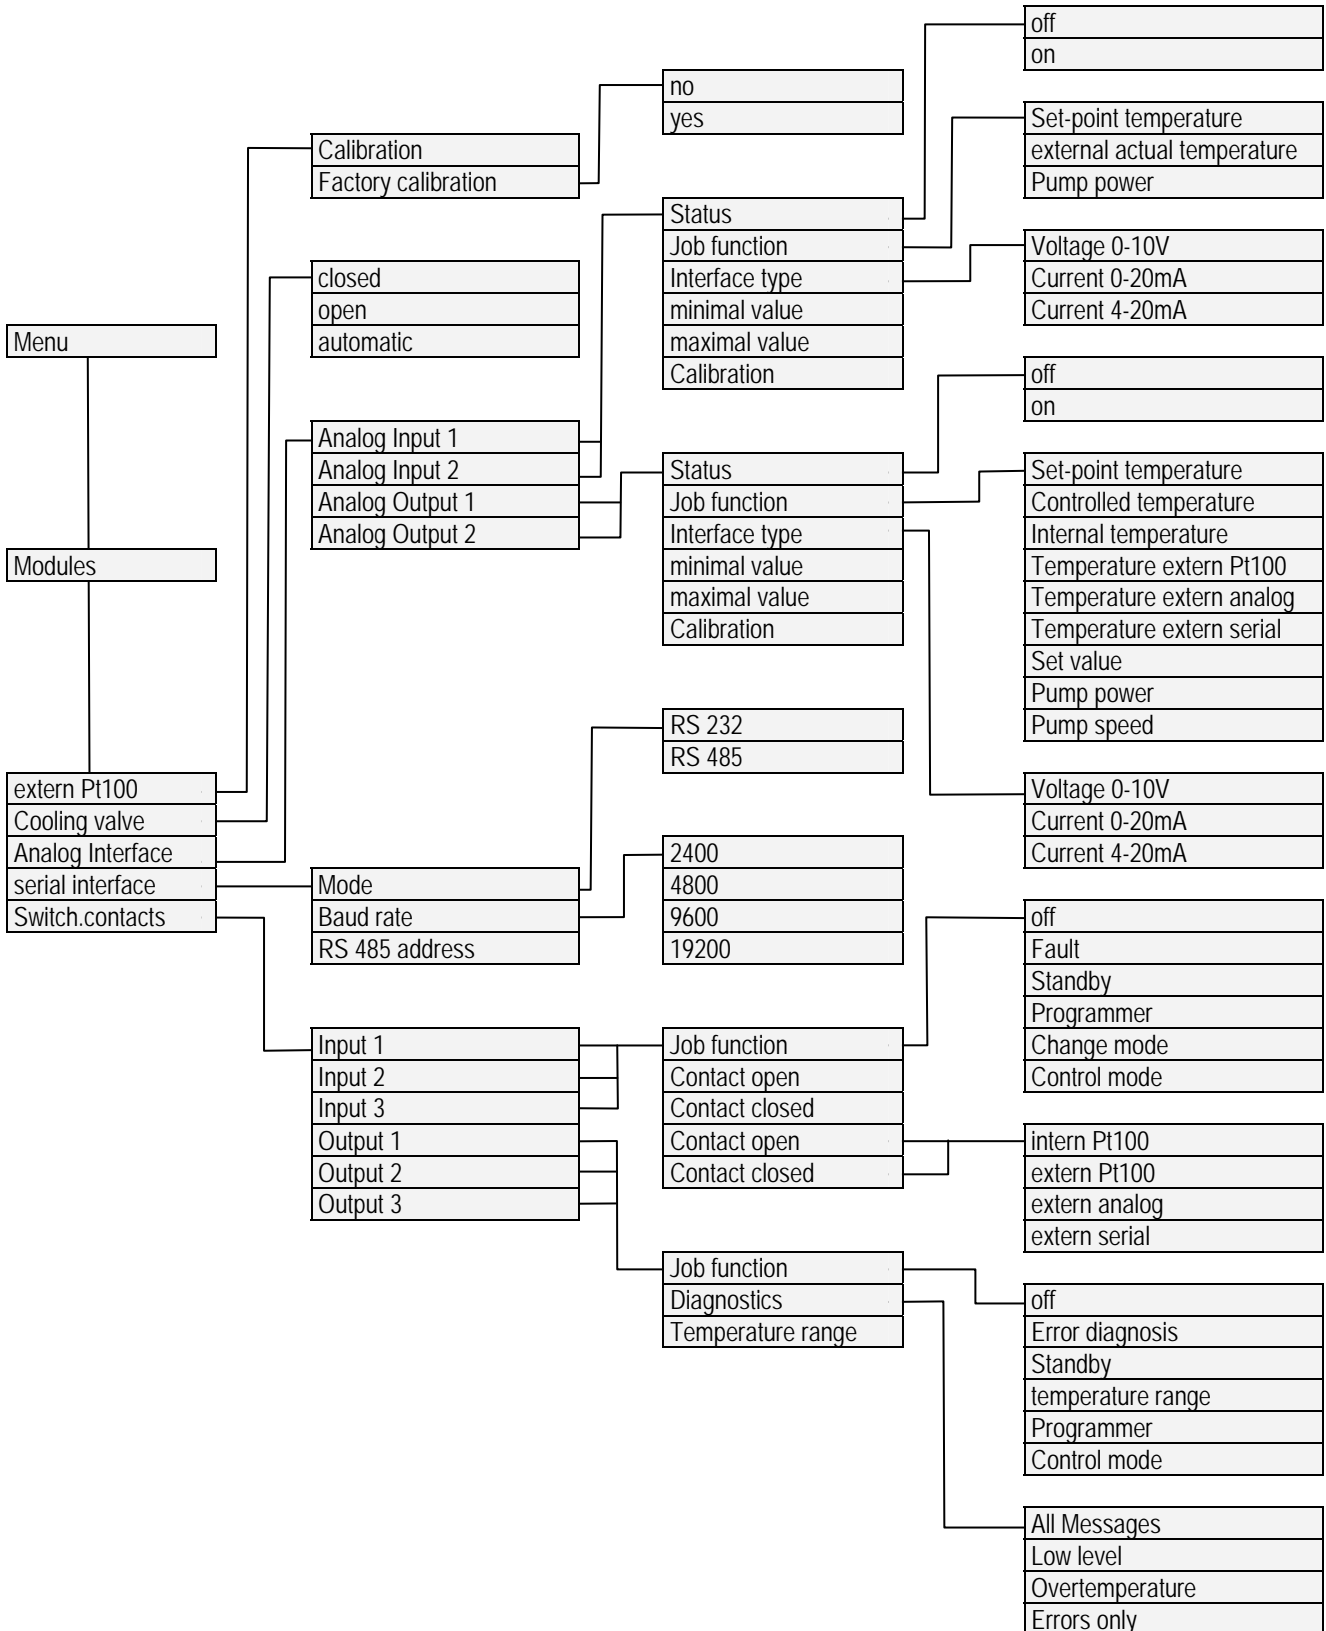 Menu
Modules
extern Pt100
Cooling valve
Analog Interface
serial interface
Switch.contacts
Calibration
Factory calibration
closed
open
automatic
Analog Input 1
Analog Input 2
Analog Output 1
Analog Output 2
Mode
Baud rate
RS 485 address
Input 1
Input 2
Input 3
Output 1
Output 2
Output 3
no
yes
Status
Job function
Interface type
minimal value
maximal value
Calibration
Status
Job function
Interface type
minimal value
maximal value
Calibration
RS 232
RS 485
2400
4800
9600
19200
Job function
Contact open
Contact closed
Contact open
Contact closed
Job function
Diagnostics
Temperature range
off
on
Set-point temperature
external actual temperature
Pump power
Voltage 0-10V
Current 0-20mA
Current 4-20mA
off
on
Set-point temperature
Controlled temperature
Internal temperature
Temperature extern Pt100
Temperature extern analog
Temperature extern serial
Set value
Pump power
Pump speed
Voltage 0-10V
Current 0-20mA
Current 4-20mA
off
Fault
Standby
Programmer
Change mode
Control mode
intern Pt100
extern Pt100
extern analog
extern serial
off
Error diagnosis
Standby
temperature range
Programmer
Control mode
All Messages
Low level
Overtemperature
Errors only